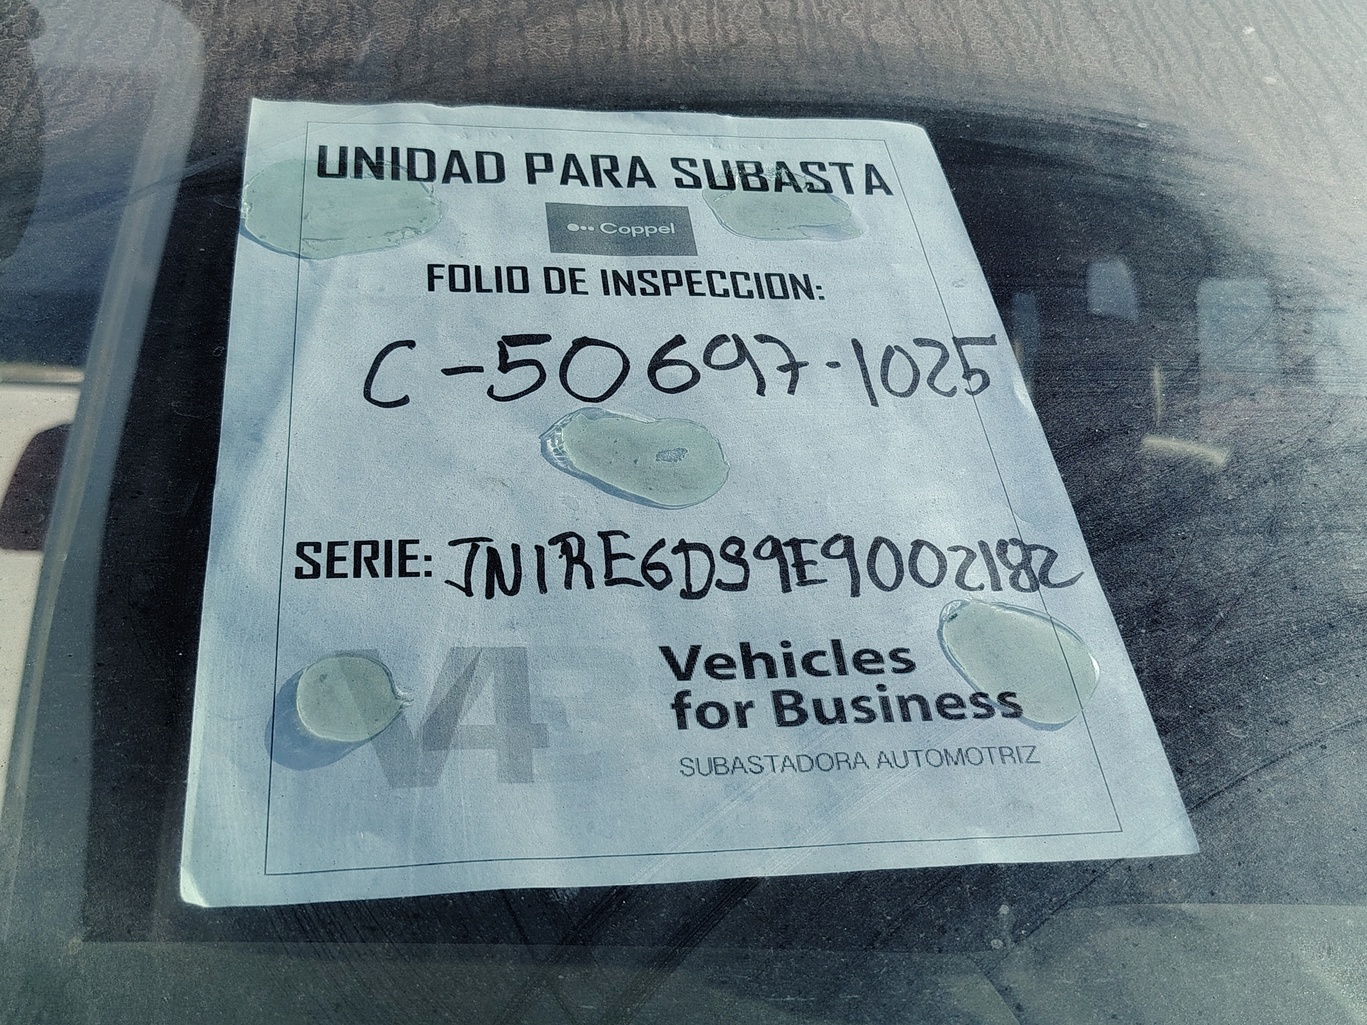 UNIDAD PARA SUBASTA
Coppel
FOLIO DE INSPECCION:
C-50697-1025
SERIE: JN1RE6DS9E9002182
V4B
Vehicles
for Business
SUBASTADORA AUTOMOTRIZ